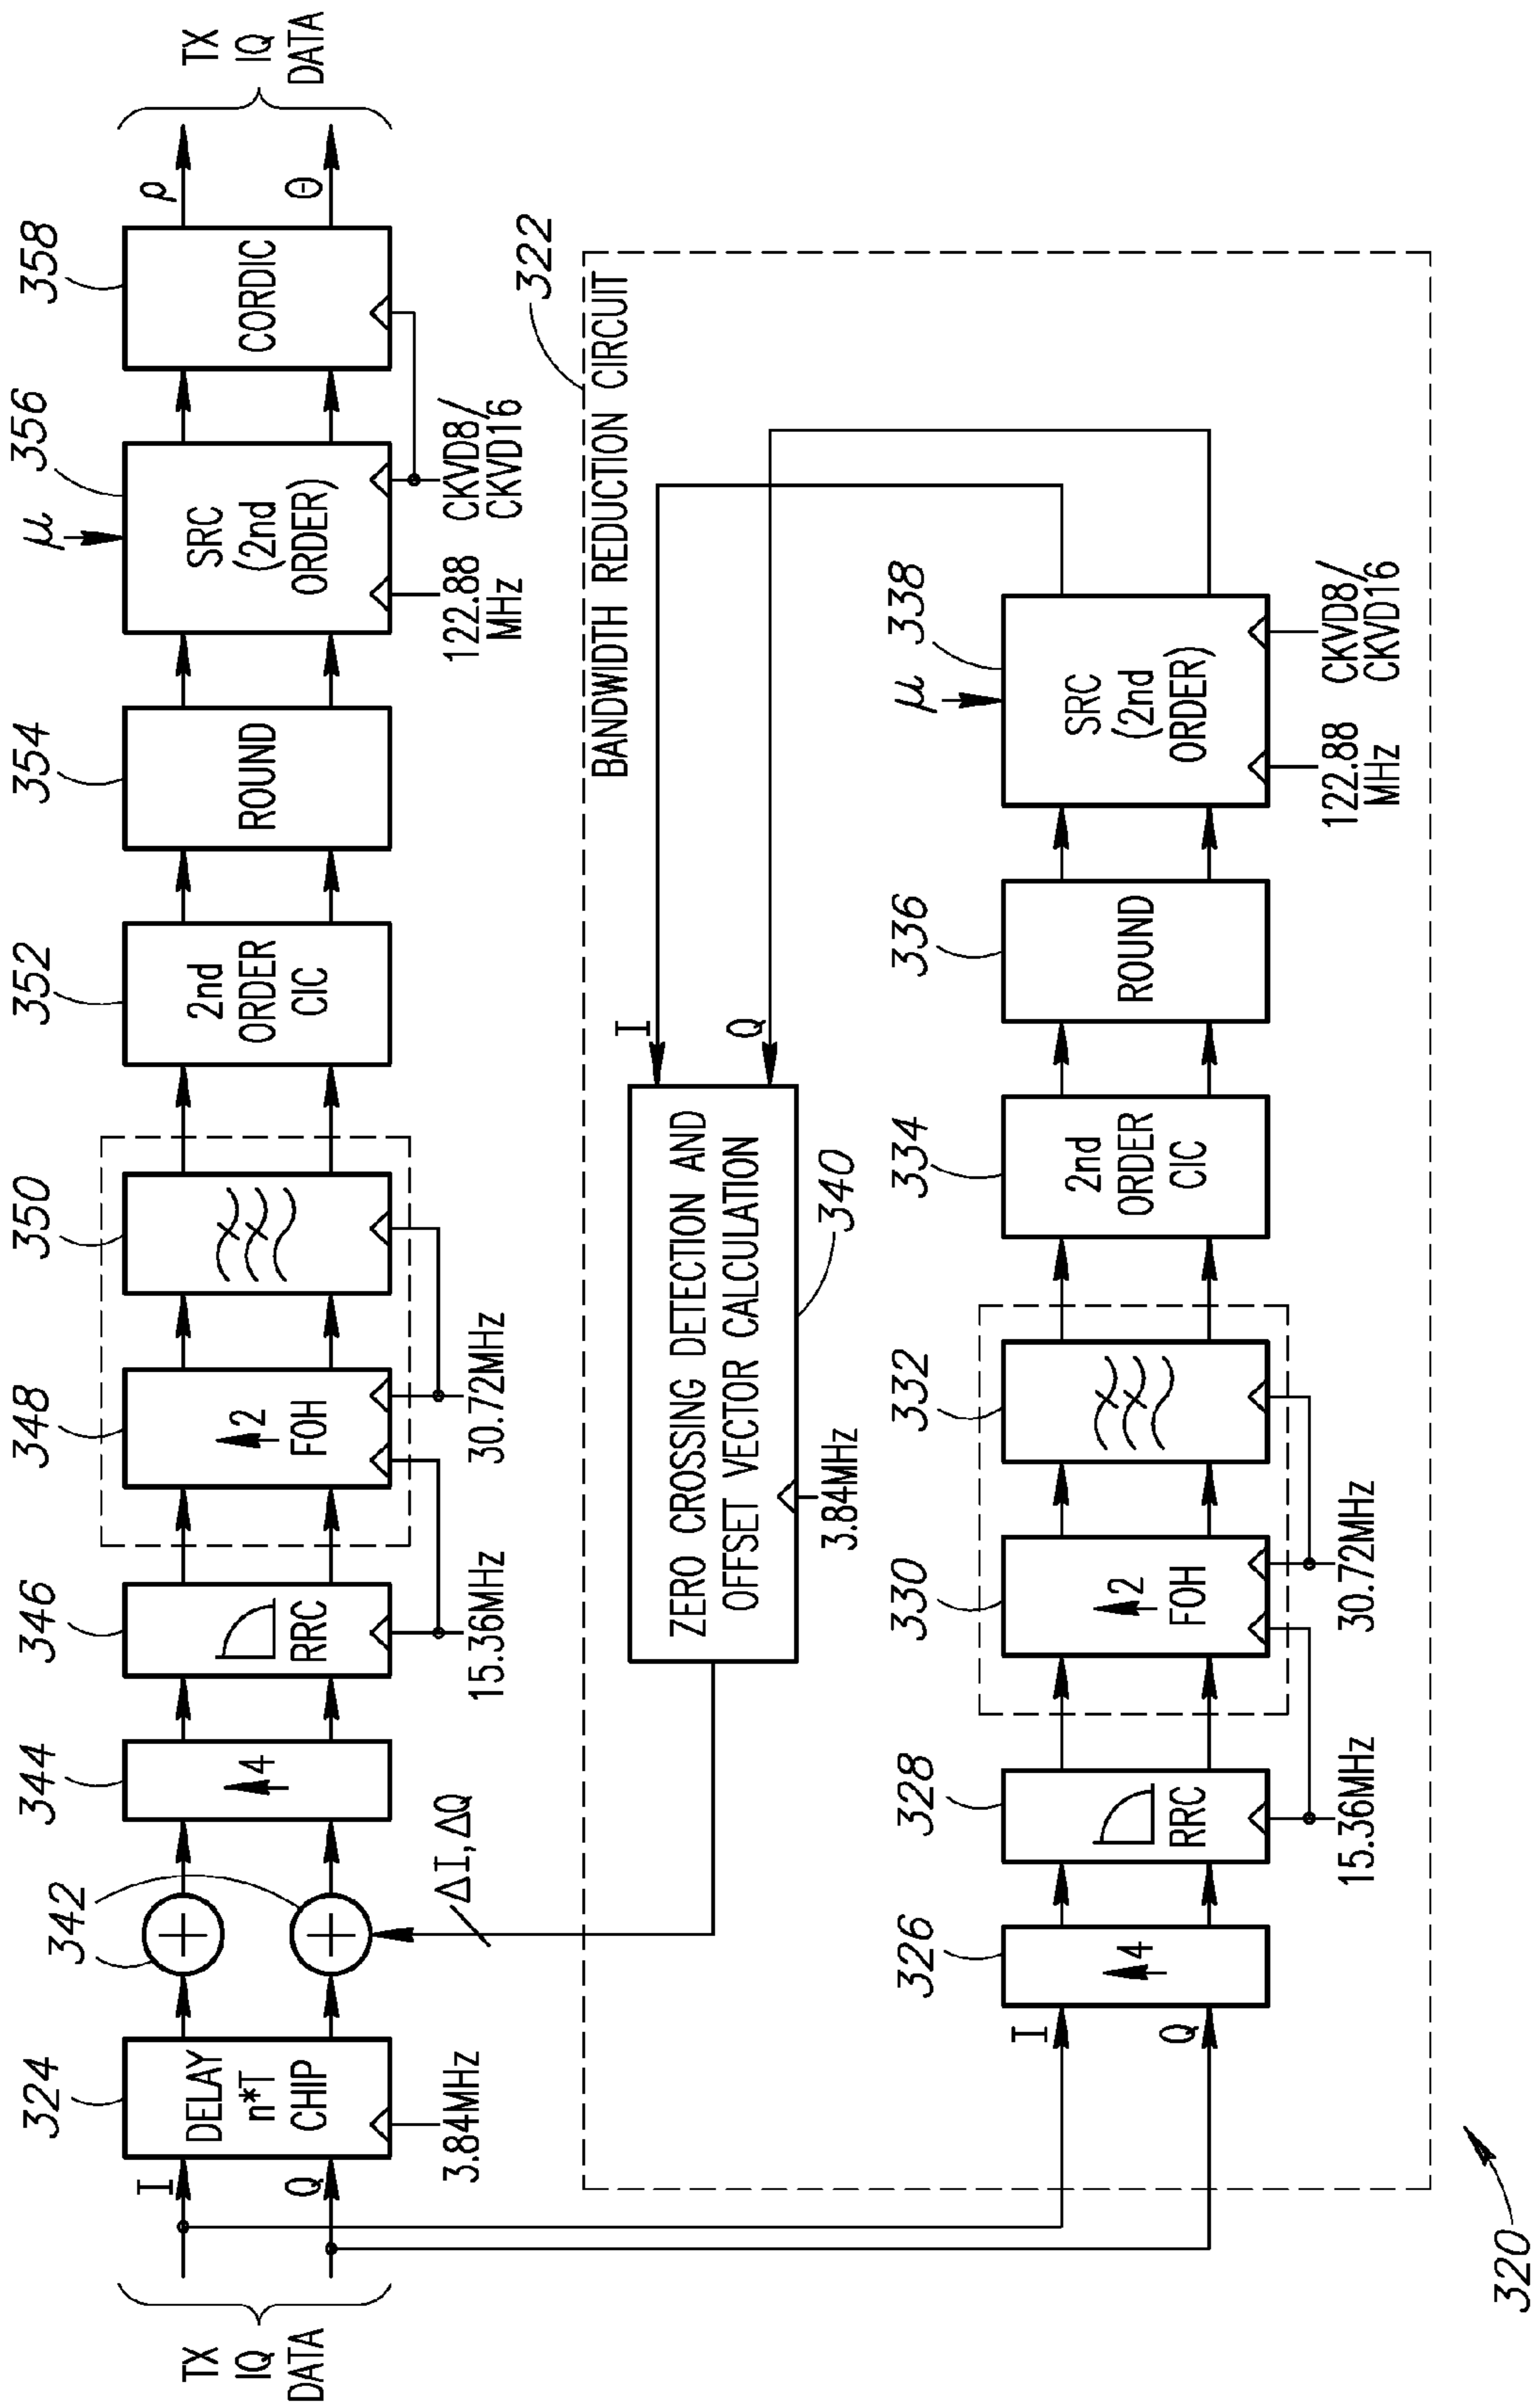 TX
IQ
DATA
I
Q
324
DELAY
n*T
CHIP
3.84MHz
342
ΔI,ΔQ
344
4
346
RRC
15.36MHz
348
2
FOH
30.72MHz
350
352
2nd
ORDER
CIC
354
ROUND
356
μ
SRC
(2nd
ORDER)
122.88
MHz
CKVD8/
CKVD16
358
CORDIC
ρ
Θ
TX
IQ
DATA
322
BANDWIDTH REDUCTION CIRCUIT
ZERO CROSSING DETECTION AND
OFFSET VECTOR CALCULATION
340
3.84MHz
I
Q
I
Q
326
4
328
RRC
15.36MHz
330
2
FOH
30.72MHz
332
334
2nd
ORDER
CIC
336
ROUND
338
μ
SRC
(2nd
ORDER)
122.88
MHz
CKVD8/
CKVD16
320